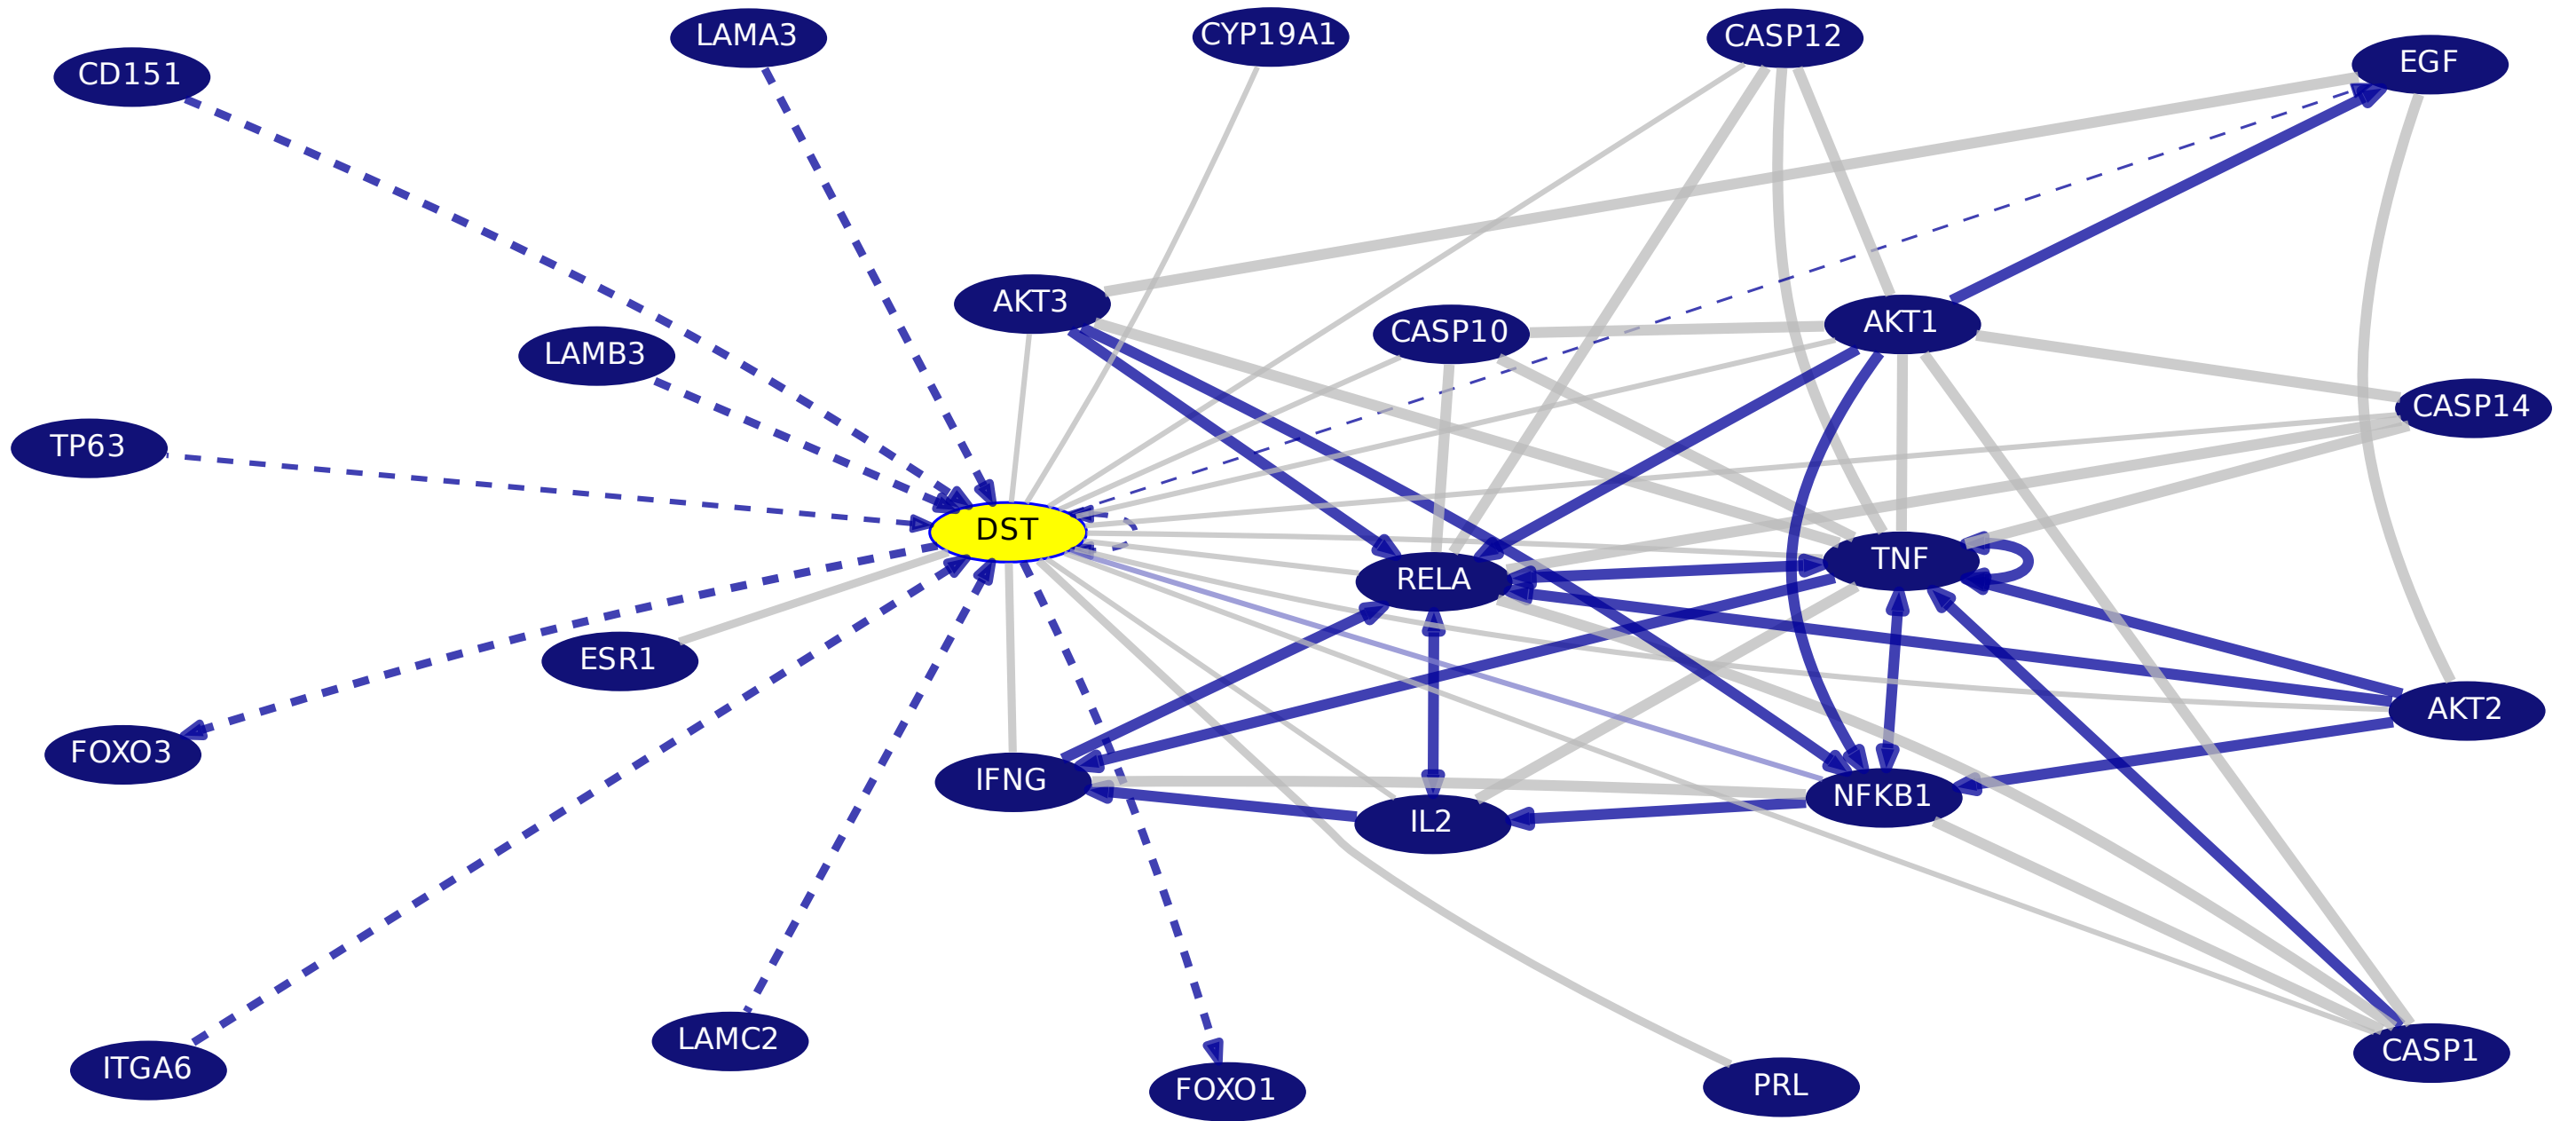 LAMA3
CYP19A1
CASP12
EGF
CD151
AKT3
AKT1
CASP10
LAMB3
CASP14
TP63
DST
TNF
RELA
ESR1
AKT2
FOXO3
IFNG
NFKB1
IL2
LAMC2
CASP1
ITGA6
PRL
FOXO1